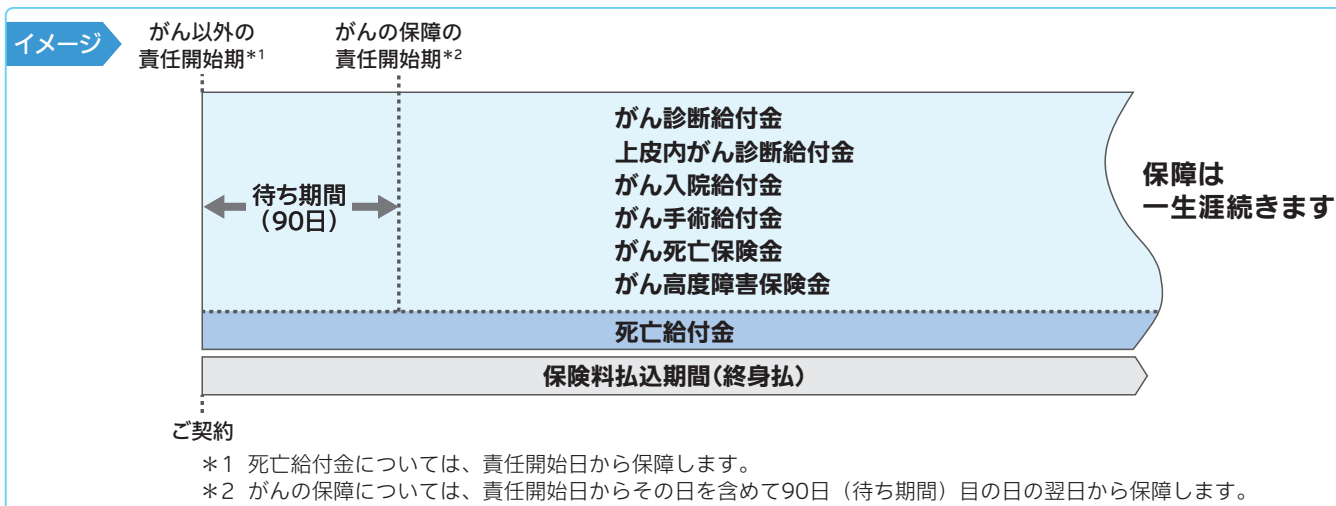 イメージ
がん以外の
責任開始期*1
がんの保障の
責任開始期*2
がん診断給付金
上皮内がん診断給付金
がん入院給付金
がん手術給付金
がん死亡保険金
がん高度障害保険金
待ち期間
（90日）
保障は
一生涯続きます
死亡給付金
保険料払込期間（終身払）
ご契約
＊1 死亡給付金については、責任開始日から保障します。
＊2 がんの保障については、責任開始日からその日を含めて90日（待ち期間）目の日の翌日から保障します。